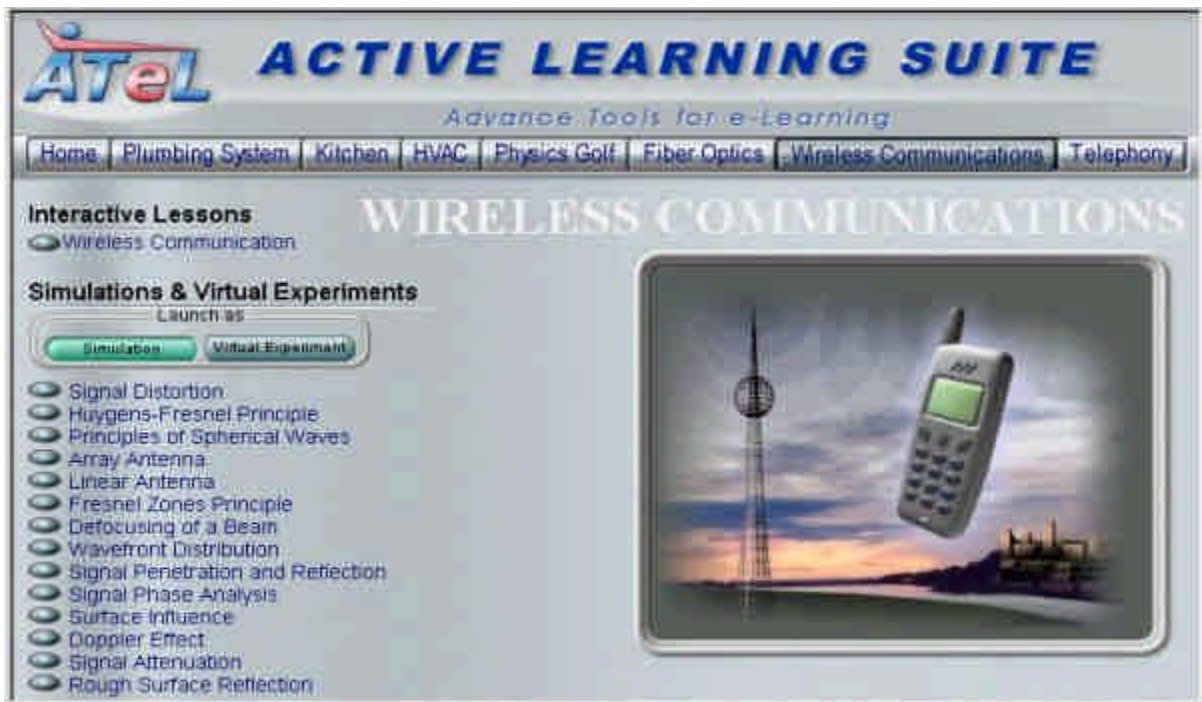 ATeL
ACTIVE LEARNING SUITE
Advance Tools for e-Learning
Home Plumbing System Kitchen HVAC Physics Golf Fiber Optics Wireless Communications Telephony
WIRELESS COMMUNICATIONS
Interactive Lessons
Wireless Communication
Simulations & Virtual Experiments
Launch as
Simulation Virtual Experiment
Signal Distortion
Huygens-Fresnel Principle
Principles of Spherical Waves
Array Antenna
Linear Antenna
Fresnel Zones Principle
Defocusing of a Beam
Wavefront Distribution
Signal Penetration and Reflection
Signal Phase Analysis
Surface Influence
Doppler Effect
Signal Attenuation
Rough Surface Reflection